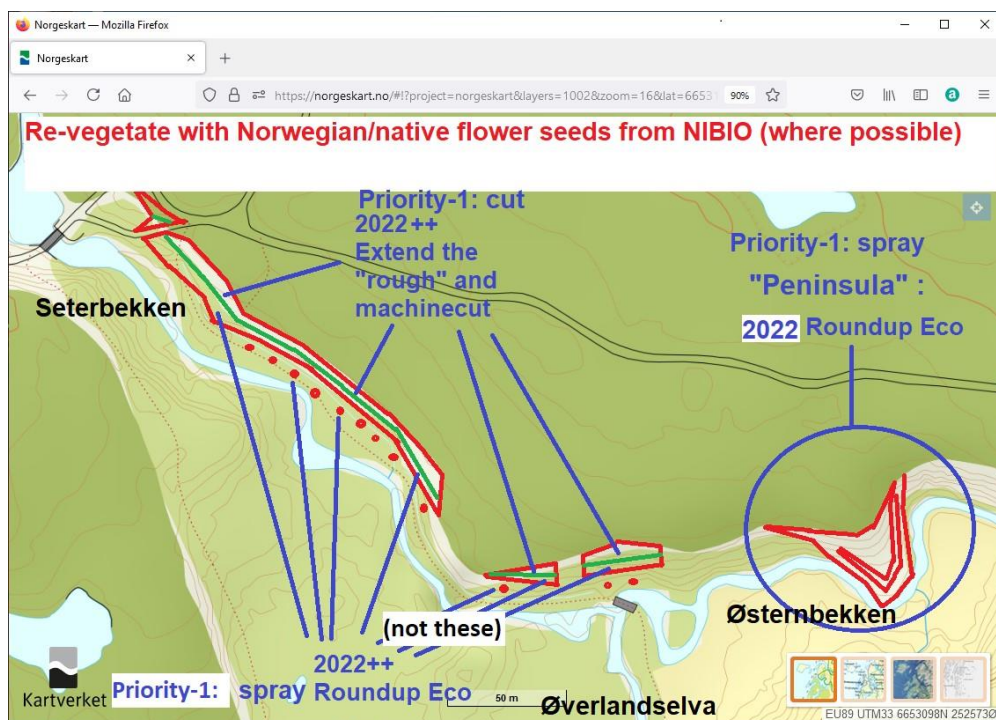 Norgeskart — Mozilla Firefox
Norgeskart
https://norgeskart.no/#!?project=norgeskart&layers=1002&zoom=16&lat=6653
90%
Re-vegetate with Norwegian/native flower seeds from NIBIO (where possible)
Priority-1: cut
2022++
Extend the
"rough" and
machinecut
Priority-1: spray
"Peninsula" :
2022 Roundup Eco
Seterbekken
(not these)
Østernbekken
2022++
Priority-1: spray Roundup Eco
Kartverket
50 m
Øverlandselva
EU89 UTM33 6653098N 252573Ø